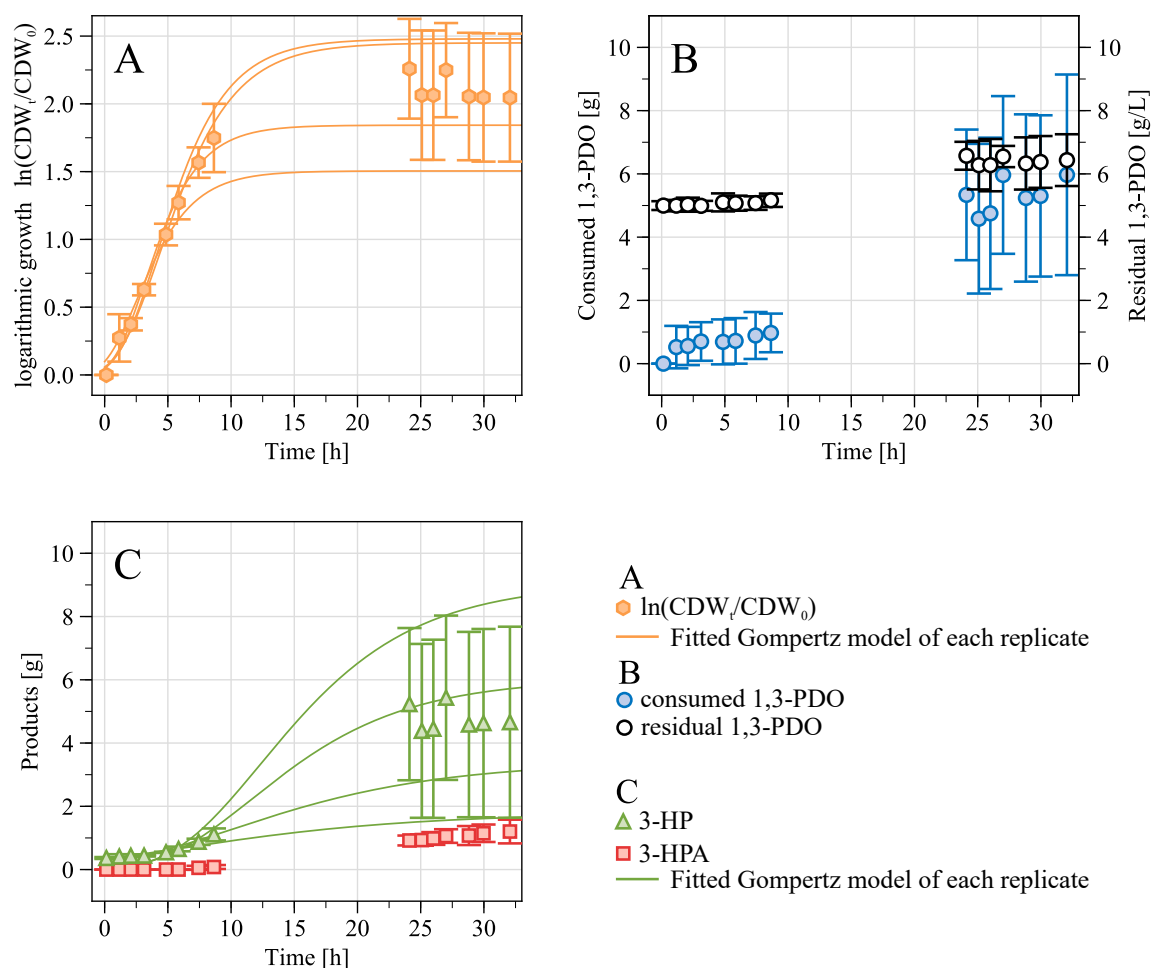 A
logarithmic growth ln(CDWₜ/CDW₀)
2.5
2.0
1.5
1.0
0.5
0.0
0 5 10 15 20 25 30
Time [h]
B
Consumed 1,3-PDO [g]
10
8
6
4
2
0
Residual 1,3-PDO [g/L]
10
8
6
4
2
0
0 5 10 15 20 25 30
Time [h]
C
Products [g]
10
8
6
4
2
0
0 5 10 15 20 25 30
Time [h]
A
ln(CDWₜ/CDW₀)
Fitted Gompertz model of each replicate
B
consumed 1,3-PDO
residual 1,3-PDO
C
3-HP
3-HPA
Fitted Gompertz model of each replicate